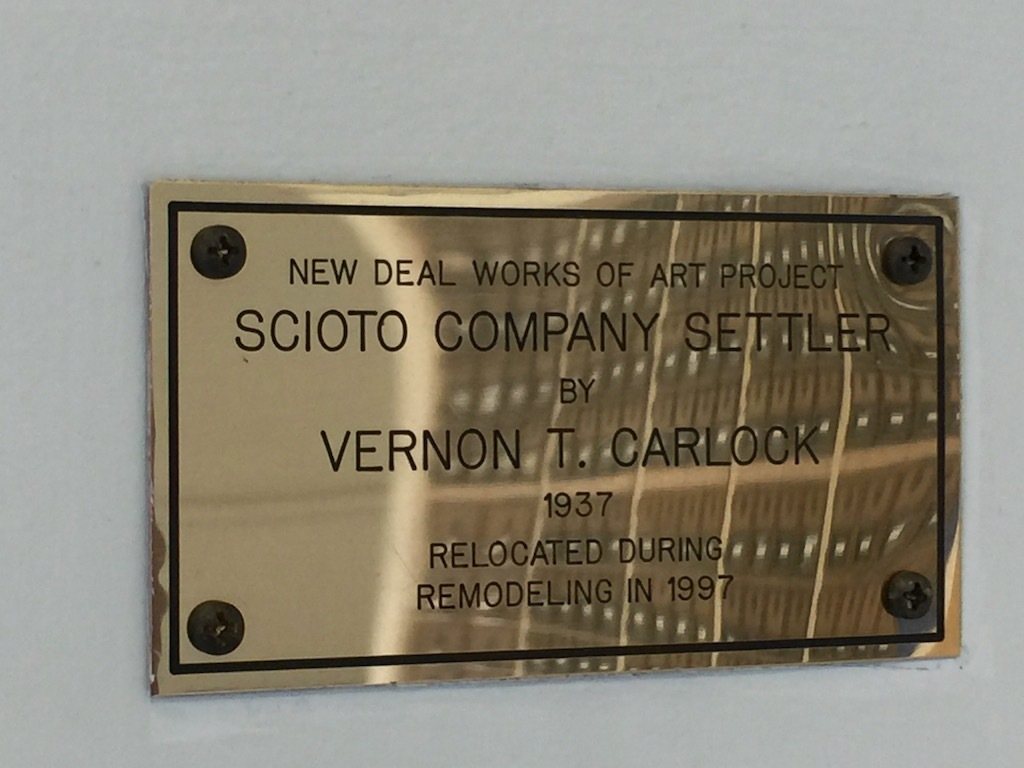 NEW DEAL WORKS OF ART PROJECT
SCIOTO COMPANY SETTLER
BY
VERNON T. CARLOCK
1937
RELOCATED DURING
REMODELING IN 1997